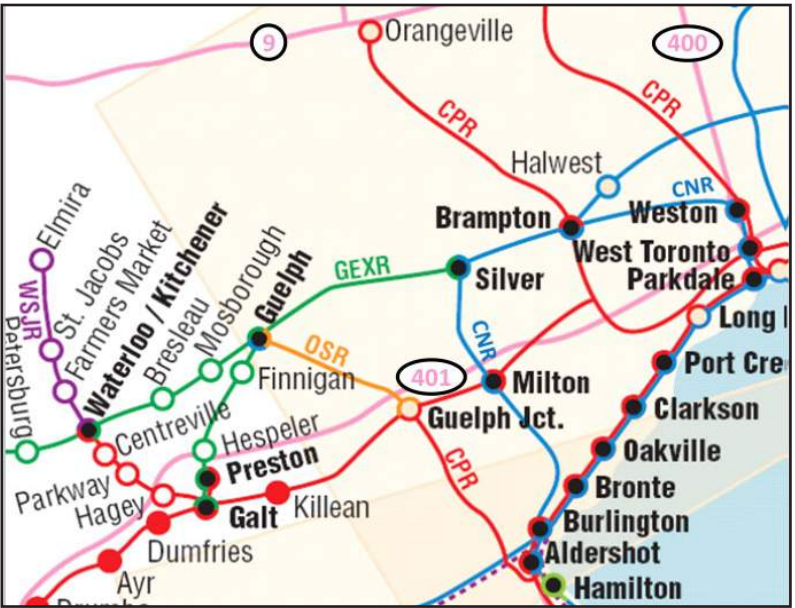 Orangeville
9
400
CPR
CPR
Halwest
CNR
Elmira
Brampton
Weston
St. Jacobs
Farmers Market
Waterloo / Kitchener
Mosborough
Guelph
GEXR
West Toronto
WSJR
Bresleau
Silver
Parkdale
Petersburg
OSR
CNR
Long
Finnigan
401
Milton
Port Cre
Centreville
Hespeler
Guelph Jct.
Clarkson
Preston
CPR
Oakville
Parkway
Hagey
Galt
Killean
Bronte
Burlington
Dumfries
Aldershot
Ayr
Hamilton